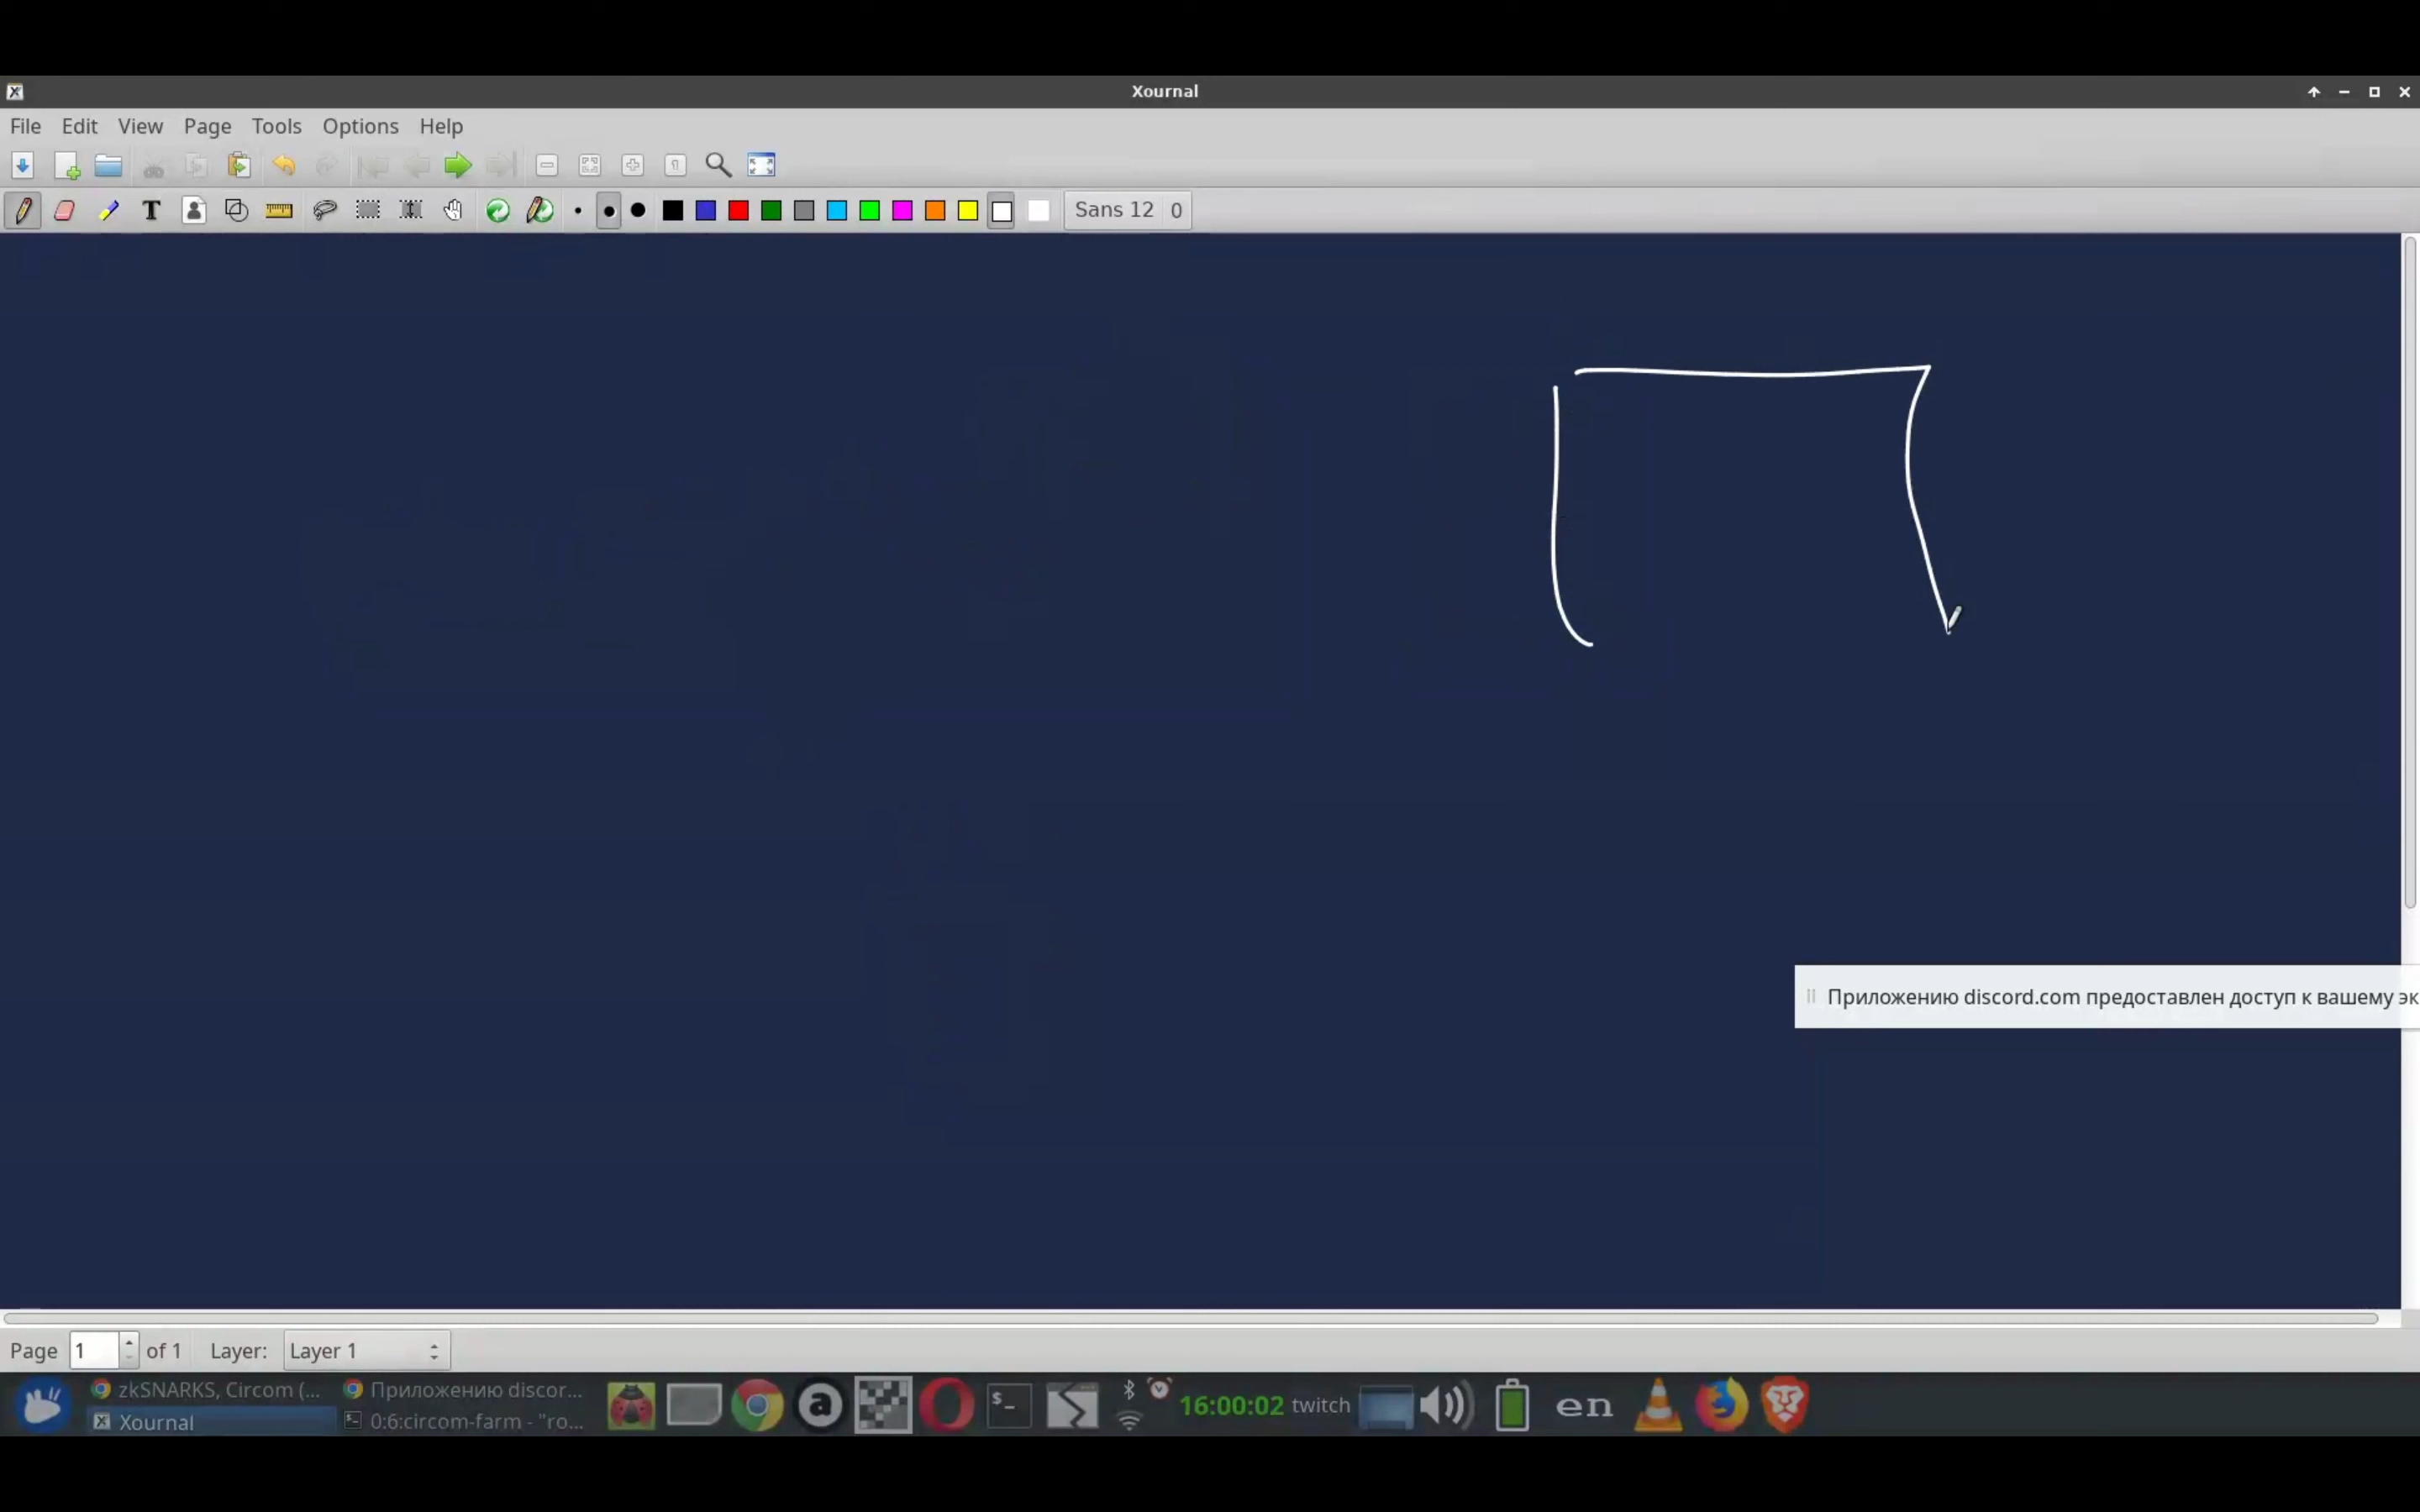 Xournal
File Edit View Page Tools Options Help
Sans 12 0
Приложению discord.com предоставлен доступ к вашему эк
Page 1 of 1 Layer: Layer 1
zkSNARKS, Circom (... Приложению discor...
Xournal 0:6:circom-farm - "ro...
16:00:02 twitch en